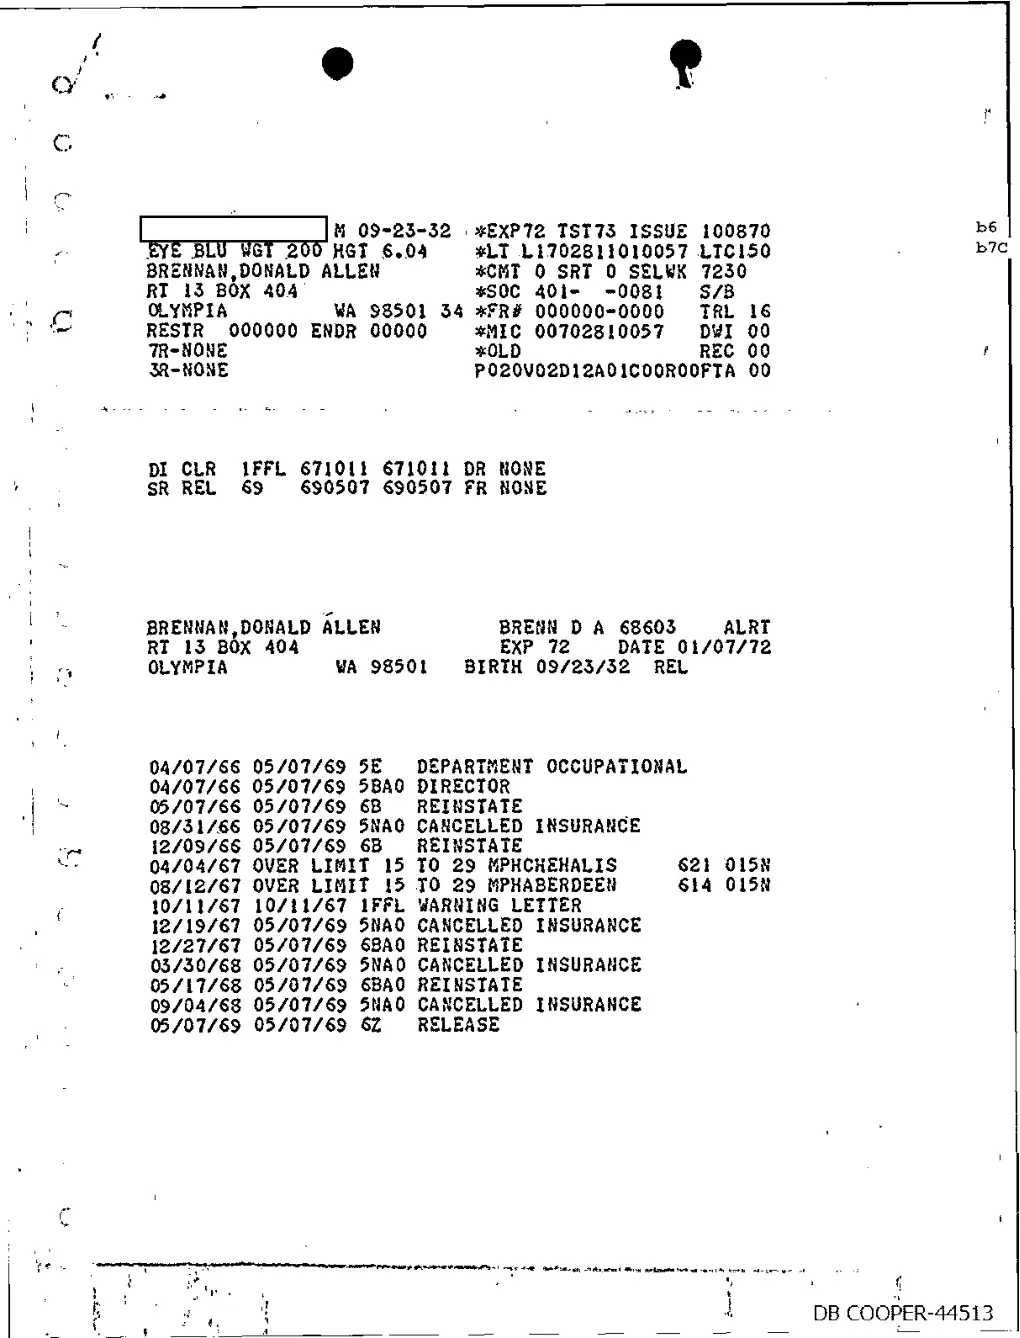 M 09-23-32 *EXP72 TST73 ISSUE 100870
b6
EYE BLU WGT 200 HGT 6.04 *LT L1702811010057 LTC150
b7C
BRENNAN,DONALD ALLEN *CMT 0 SRT 0 SELWK 7230
RT 13 BOX 404 *SOC 401- -0081 S/B
OLYMPIA WA 98501 34 *FR# 000000-0000 TRL 16
RESTR 000000 ENDR 00000 *MIC 00702810057 DWI 00
7R-NONE *OLD REC 00
3R-NONE P020V02D12A01C00R00FTA 00
DI CLR 1FFL 671011 671011 DR NONE
SR REL 69 690507 690507 FR NONE
BRENNAN,DONALD ALLEN BRENN D A 68603 ALRT
RT 13 BOX 404 EXP 72 DATE 01/07/72
OLYMPIA WA 98501 BIRTH 09/23/32 REL
04/07/66 05/07/69 5E DEPARTMENT OCCUPATIONAL
04/07/66 05/07/69 5BA0 DIRECTOR
05/07/66 05/07/69 6B REINSTATE
08/31/66 05/07/69 5NA0 CANCELLED INSURANCE
12/09/66 05/07/69 6B REINSTATE
04/04/67 OVER LIMIT 15 TO 29 MPHCHEHALIS 621 015N
08/12/67 OVER LIMIT 15 TO 29 MPHABERDEEN 614 015N
10/11/67 10/11/67 1FFL WARNING LETTER
12/19/67 05/07/69 5NA0 CANCELLED INSURANCE
12/27/67 05/07/69 6BA0 REINSTATE
03/30/68 05/07/69 5NA0 CANCELLED INSURANCE
05/17/68 05/07/69 6BA0 REINSTATE
09/04/68 05/07/69 5NA0 CANCELLED INSURANCE
05/07/69 05/07/69 6Z RELEASE
DB COOPER-44513